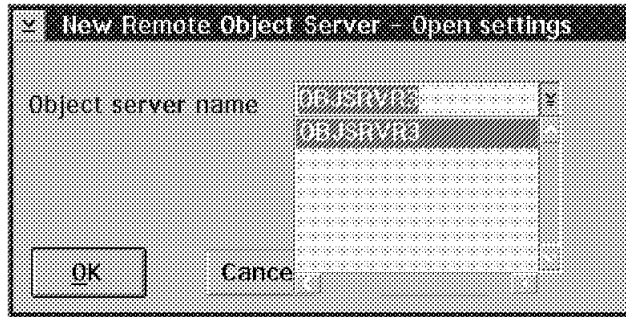 New Remote Object Server - Open settings
Object server name
OBJSRVR3
OBJSRVR3
OK
Cance